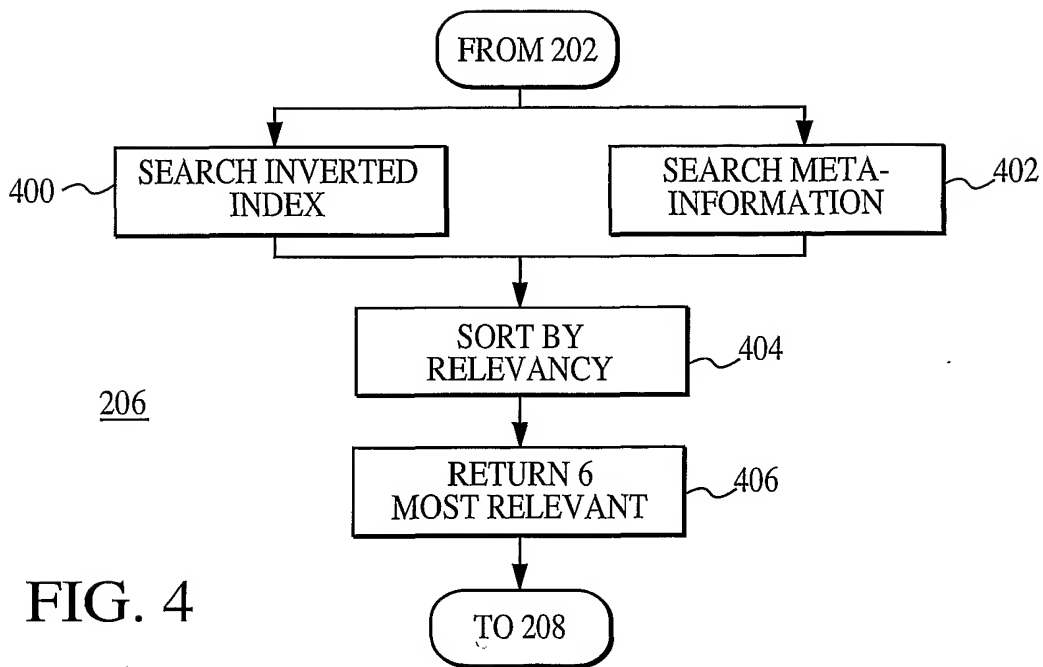 FROM 202
SEARCH INVERTED
INDEX
400
SEARCH META-
INFORMATION
402
SORT BY
RELEVANCY
404
206
RETURN 6
MOST RELEVANT
406
FIG. 4
TO 208